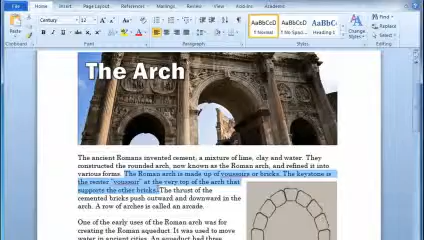 File Home Insert Page Layout References Mailings Review View Add-Ins Acrobat
Century 12
Paste
AaBbCcD AaBbCcD AaBbC
¶ Normal ¶ No Spac... Heading 1
Change Styles
Find
Replace
Select
Clipboard Font Paragraph Styles Editing
The Arch
The ancient Romans invented cement; a mixture of lime, clay and water. They
constructed the rounded arch, now known as the Roman arch, and refined it into
various forms. The Roman arch is made up of voussoirs or bricks. The keystone is
the center "voussoir" at the very top of the arch that
supports the other bricks. The thrust of the
cemented bricks push outward and downward in the
arch. A row of arches is called an arcade.
One of the early uses of the Roman arch was for
creating the Roman aqueduct. It was used to move
water in ancient cities. An aqueduct had three